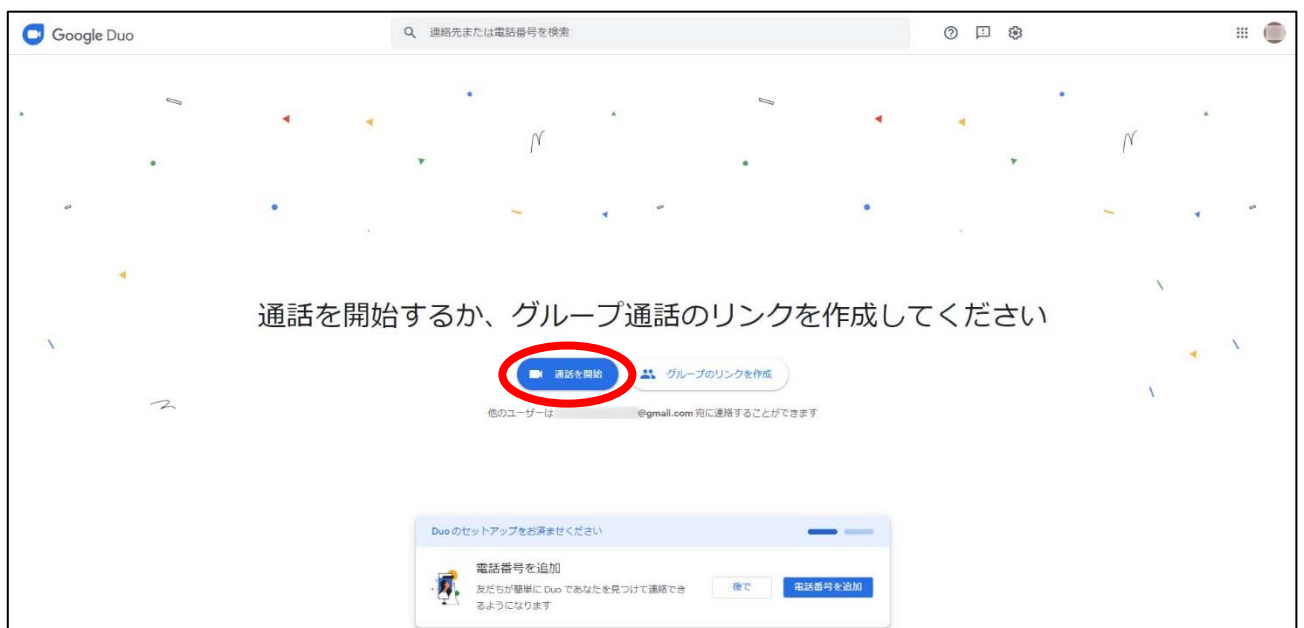 Google Duo
連絡先または電話番号を検索
通話を開始するか、グループ通話のリンクを作成してください
通話を開始
グループのリンクを作成
他のユーザーは @gmail.com 宛に連絡することができます
Duo のセットアップをお済ませください
電話番号を追加
友だちが簡単に Duo であなたを見つけて連絡でき
るようになります
後で
電話番号を追加